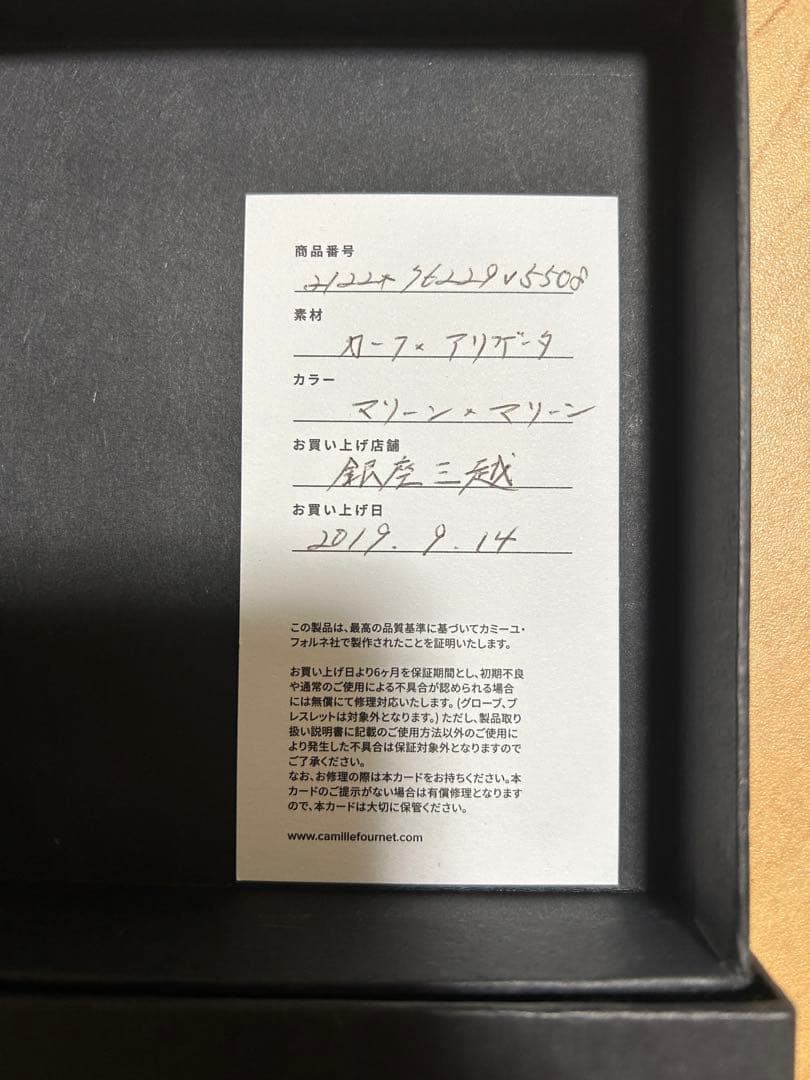 商品番号
素材
カーフ×アリゲータ
カラー
マリーン×マリーン
お買い上げ店舗
銀座三越
お買い上げ日
2019.9.14
この製品は、最高の品質基準に基づいてカミーユ・
フォルネ社で製作されたことを証明いたします。
お買い上げ日より6ヶ月を保証期間とし、初期不良
や通常のご使用による不具合が認められる場合
には無償にて修理対応いたします。(グローブ、ブ
レスレットは対象外となります。)ただし、製品取り
扱い説明書に記載のご使用方法以外のご使用に
より発生した不具合は保証対象外となりますので
ご了承ください。
なお、お修理の際は本カードをお持ちください。本
カードのご提示がない場合は有償修理となります
ので、本カードは大切に保管ください。
www.camillefournet.com